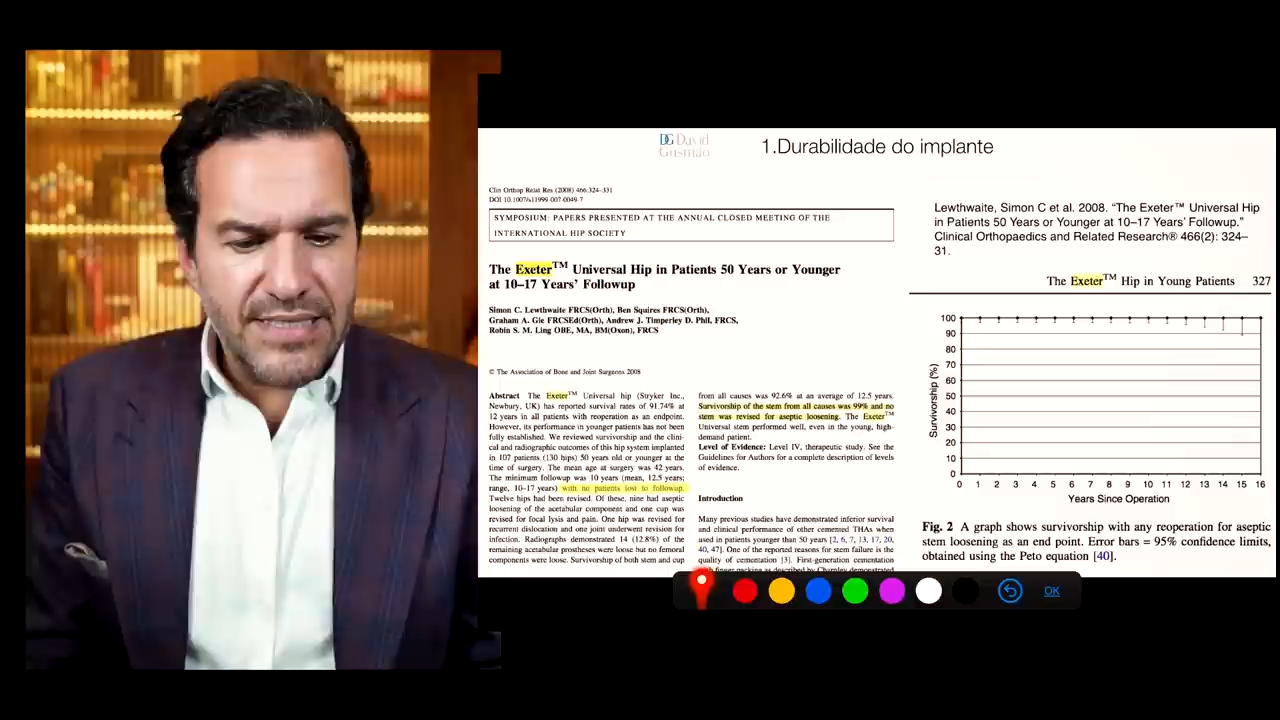 DG David
Gusmão
1.Durabilidade do implante
Clin Orthop Relat Res (2008) 466:324–331
DOI 10.1007/s11999-007-0049-7
SYMPOSIUM: PAPERS PRESENTED AT THE ANNUAL CLOSED MEETING OF THE
INTERNATIONAL HIP SOCIETY
The Exeter™ Universal Hip in Patients 50 Years or Younger
at 10–17 Years’ Followup
Simon C. Lewthwaite FRCS(Orth), Ben Squires FRCS(Orth),
Graham A. Gie FRCSEd(Orth), Andrew J. Timperley D. Phil, FRCS,
Robin S. M. Ling OBE, MA, BM(Oxon), FRCS
© The Association of Bone and Joint Surgeons 2008
Abstract The Exeter™ Universal hip (Stryker Inc.,
Newbury, UK) has reported survival rates of 91.74% at
12 years in all patients with reoperation as an endpoint.
However, its performance in younger patients has not been
fully established. We reviewed survivorship and the clini-
cal and radiographic outcomes of this hip system implanted
in 107 patients (130 hips) 50 years old or younger at the
time of surgery. The mean age at surgery was 42 years.
The minimum followup was 10 years (mean, 12.5 years;
range, 10–17 years) with no patients lost to followup.
Twelve hips had been revised. Of these, nine had aseptic
loosening of the acetabular component and one cup was
revised for focal lysis and pain. One hip was revised for
recurrent dislocation and one joint underwent revision for
infection. Radiographs demonstrated 14 (12.8%) of the
remaining acetabular prostheses were loose but no femoral
components were loose. Survivorship of both stem and cup
from all causes was 92.6% at an average of 12.5 years.
Survivorship of the stem from all causes was 99% and no
stem was revised for aseptic loosening. The Exeter™
Universal stem performed well, even in the young, high-
demand patient.
Level of Evidence: Level IV, therapeutic study. See the
Guidelines for Authors for a complete description of levels
of evidence.
Introduction
Many previous studies have demonstrated inferior survival
and clinical performance of other cemented THAs when
used in patients younger than 50 years [2, 6, 7, 13, 17, 20,
40, 47]. One of the reported reasons for stem failure is the
quality of cementation [3]. First-generation cementation
with finger packing as described by Charnley demonstrated
Lewthwaite, Simon C et al. 2008. “The Exeter™ Universal Hip
in Patients 50 Years or Younger at 10–17 Years’ Followup.”
Clinical Orthopaedics and Related Research® 466(2): 324–
31.
The Exeter™ Hip in Young Patients 327
Survivorship (%)
100
90
80
70
60
50
40
30
20
10
0
0 1 2 3 4 5 6 7 8 9 10 11 12 13 14 15 16
Years Since Operation
Fig. 2 A graph shows survivorship with any reoperation for aseptic
stem loosening as an end point. Error bars = 95% confidence limits,
obtained using the Peto equation [40].
OK